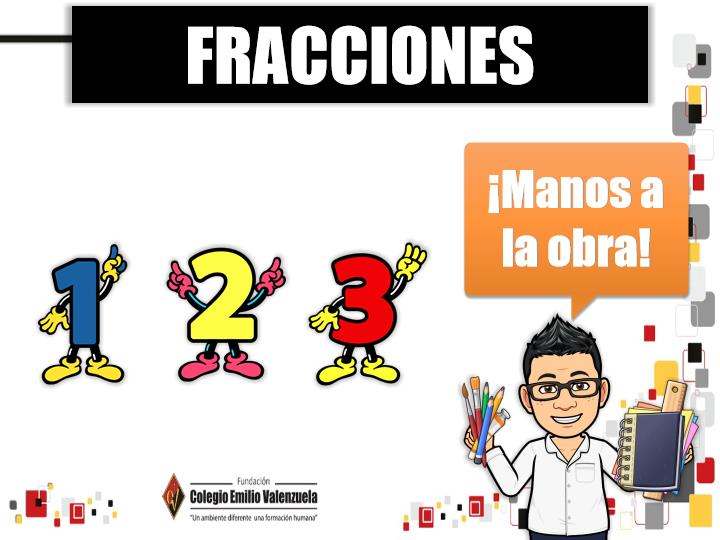 FRACCIONES
¡Manos a
la obra!
1 2 3
Fundación
Colegio Emilio Valenzuela
"Un ambiente diferente una formación humana"